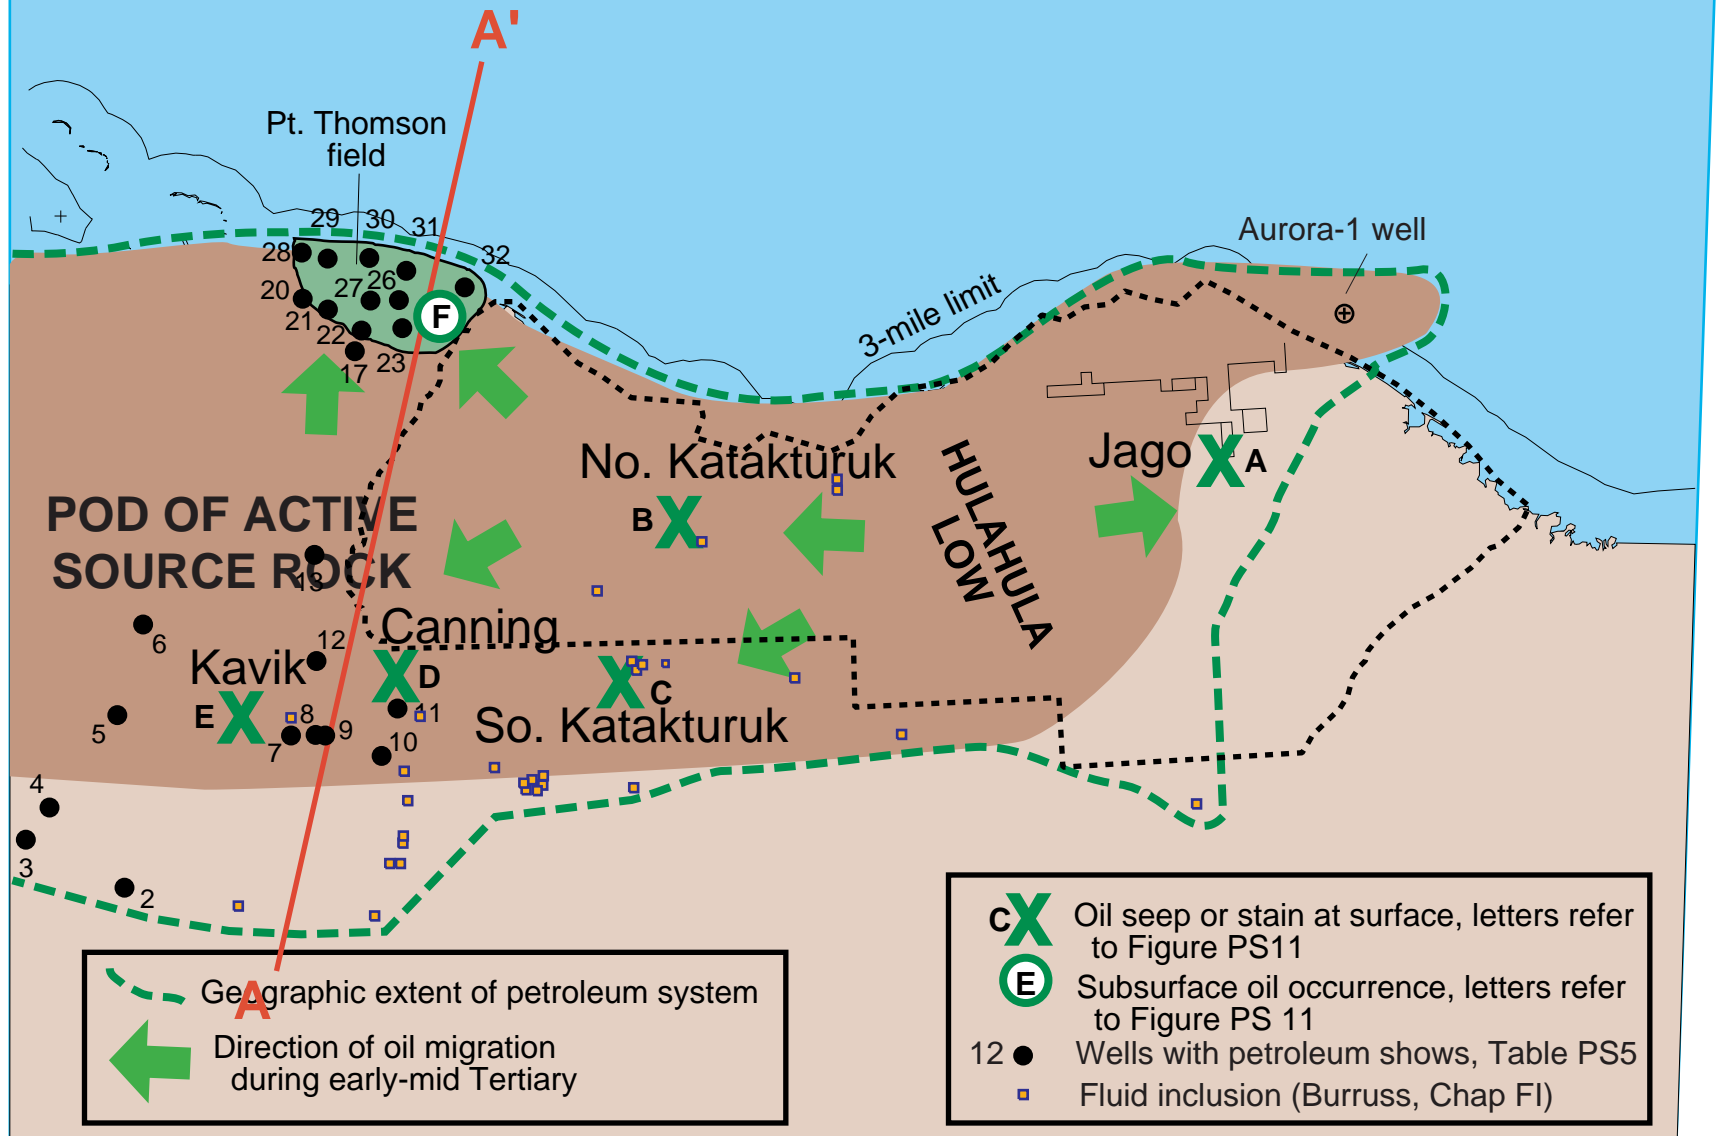 A'
Pt. Thomson
field
29 30 31
28 32
Aurora-1 well
27 26
20
21
22
23
17
F
3-mile limit
No. Katakturuk
Jago
A
HULAHULA
LOW
B
POD OF ACTIVE
SOURCE ROCK
13
6
12
Canning
Kavik
D
C
E
8
11
5
7
9
So. Katakturuk
10
4
3
2
A
Geographic extent of petroleum system
Direction of oil migration
during early-mid Tertiary
C X Oil seep or stain at surface, letters refer
to Figure PS11
E Subsurface oil occurrence, letters refer
to Figure PS 11
12 Wells with petroleum shows, Table PS5
Fluid inclusion (Burruss, Chap FI)